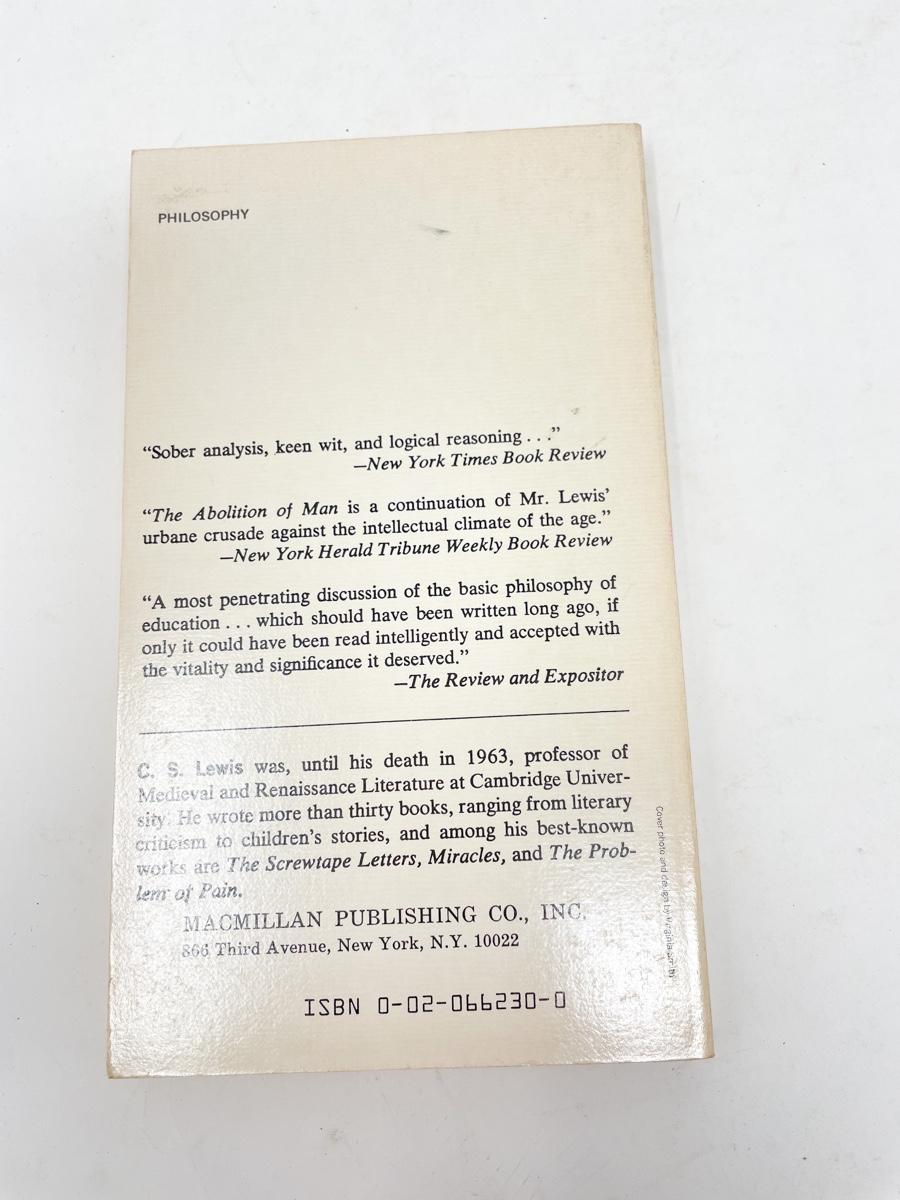 PHILOSOPHY
“Sober analysis, keen wit, and logical reasoning . . .”
—New York Times Book Review
“The Abolition of Man is a continuation of Mr. Lewis’
urbane crusade against the intellectual climate of the age.”
—New York Herald Tribune Weekly Book Review
“A most penetrating discussion of the basic philosophy of
education . . . which should have been written long ago, if
only it could have been read intelligently and accepted with
the vitality and significance it deserved.”
—The Review and Expositor
C. S. Lewis was, until his death in 1963, professor of
Medieval and Renaissance Literature at Cambridge Univer-
sity. He wrote more than thirty books, ranging from literary
criticism to children’s stories, and among his best-known
works are The Screwtape Letters, Miracles, and The Prob-
lem of Pain.
MACMILLAN PUBLISHING CO., INC.
866 Third Avenue, New York, N.Y. 10022
ISBN 0-02-066230-0
Cover photo and design by Virginia